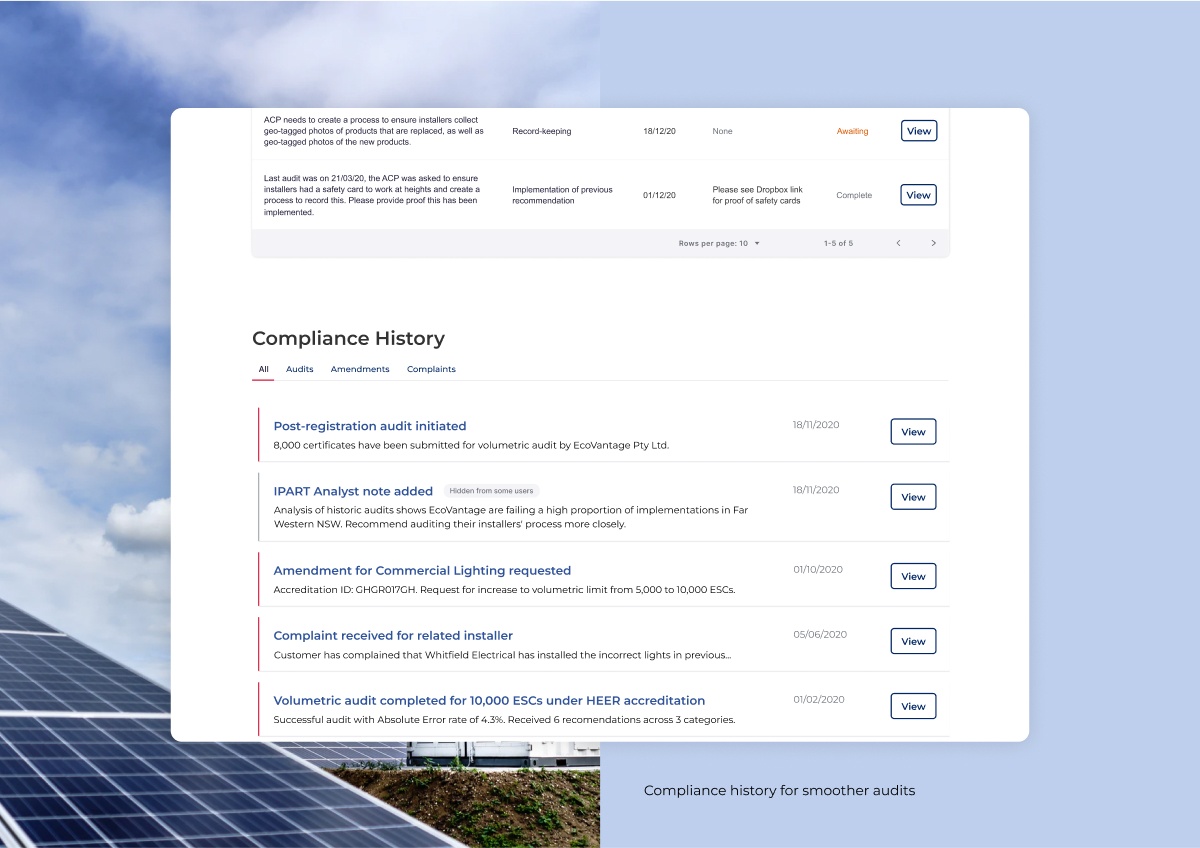 ACP needs to create a process to ensure installers collect
geo-tagged photos of products that are replaced, as well as
geo-tagged photos of the new products.
Record-keeping
18/12/20
None
Awaiting
View
Last audit was on 21/03/20, the ACP was asked to ensure
installers had a safety card to work at heights and create a
process to record this. Please provide proof this has been
implemented.
Implementation of previous
recommendation
01/12/20
Please see Dropbox link
for proof of safety cards
Complete
View
Rows per page: 10
1-5 of 5
Compliance History
All Audits Amendments Complaints
Post-registration audit initiated
8,000 certificates have been submitted for volumetric audit by EcoVantage Pty Ltd.
18/11/2020
View
IPART Analyst note added
Hidden from some users
Analysis of historic audits shows EcoVantage are failing a high proportion of implementations in Far
Western NSW. Recommend auditing their installers' process more closely.
18/11/2020
View
Amendment for Commercial Lighting requested
Accreditation ID: GHGR017GH. Request for increase to volumetric limit from 5,000 to 10,000 ESCs.
01/10/2020
View
Complaint received for related installer
Customer has complained that Whitfield Electrical has installed the incorrect lights in previous...
05/06/2020
View
Volumetric audit completed for 10,000 ESCs under HEER accreditation
Successful audit with Absolute Error rate of 4.3%. Received 6 recomendations across 3 categories.
01/02/2020
View
Compliance history for smoother audits